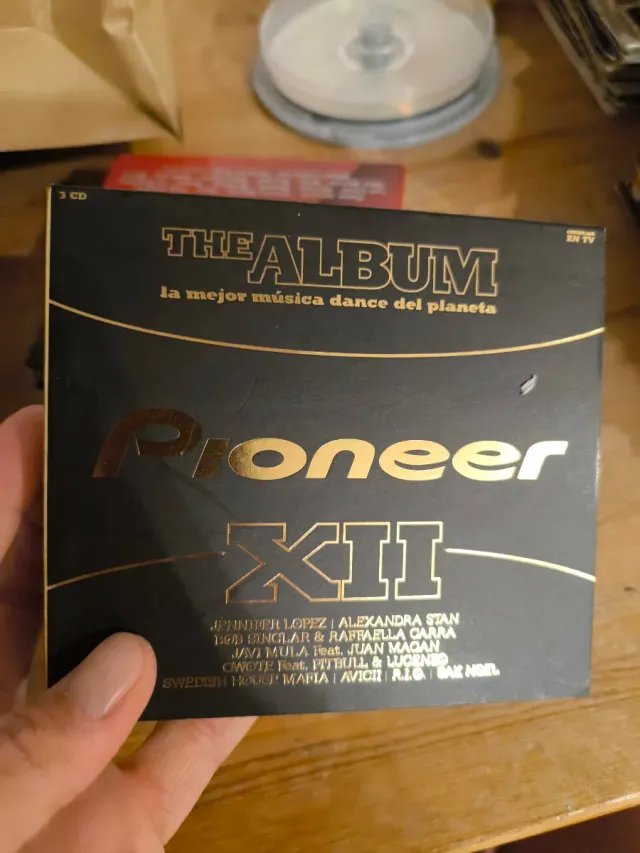 3 CD
EN TV
THE ALBUM
la mejor música dance del planeta
Pioneer
XII
JENNIFER LOPEZ | ALEXANDRA STAN
BOB SINCLAR & RAFFAELLA CARRA
JAVI MULA Feat. JUAN MAGAN
QWOTE Feat. PITBULL & LUCENZO
SWEDISH HOUSE MAFIA | AVICII | R.I.O. | SAK NOEL